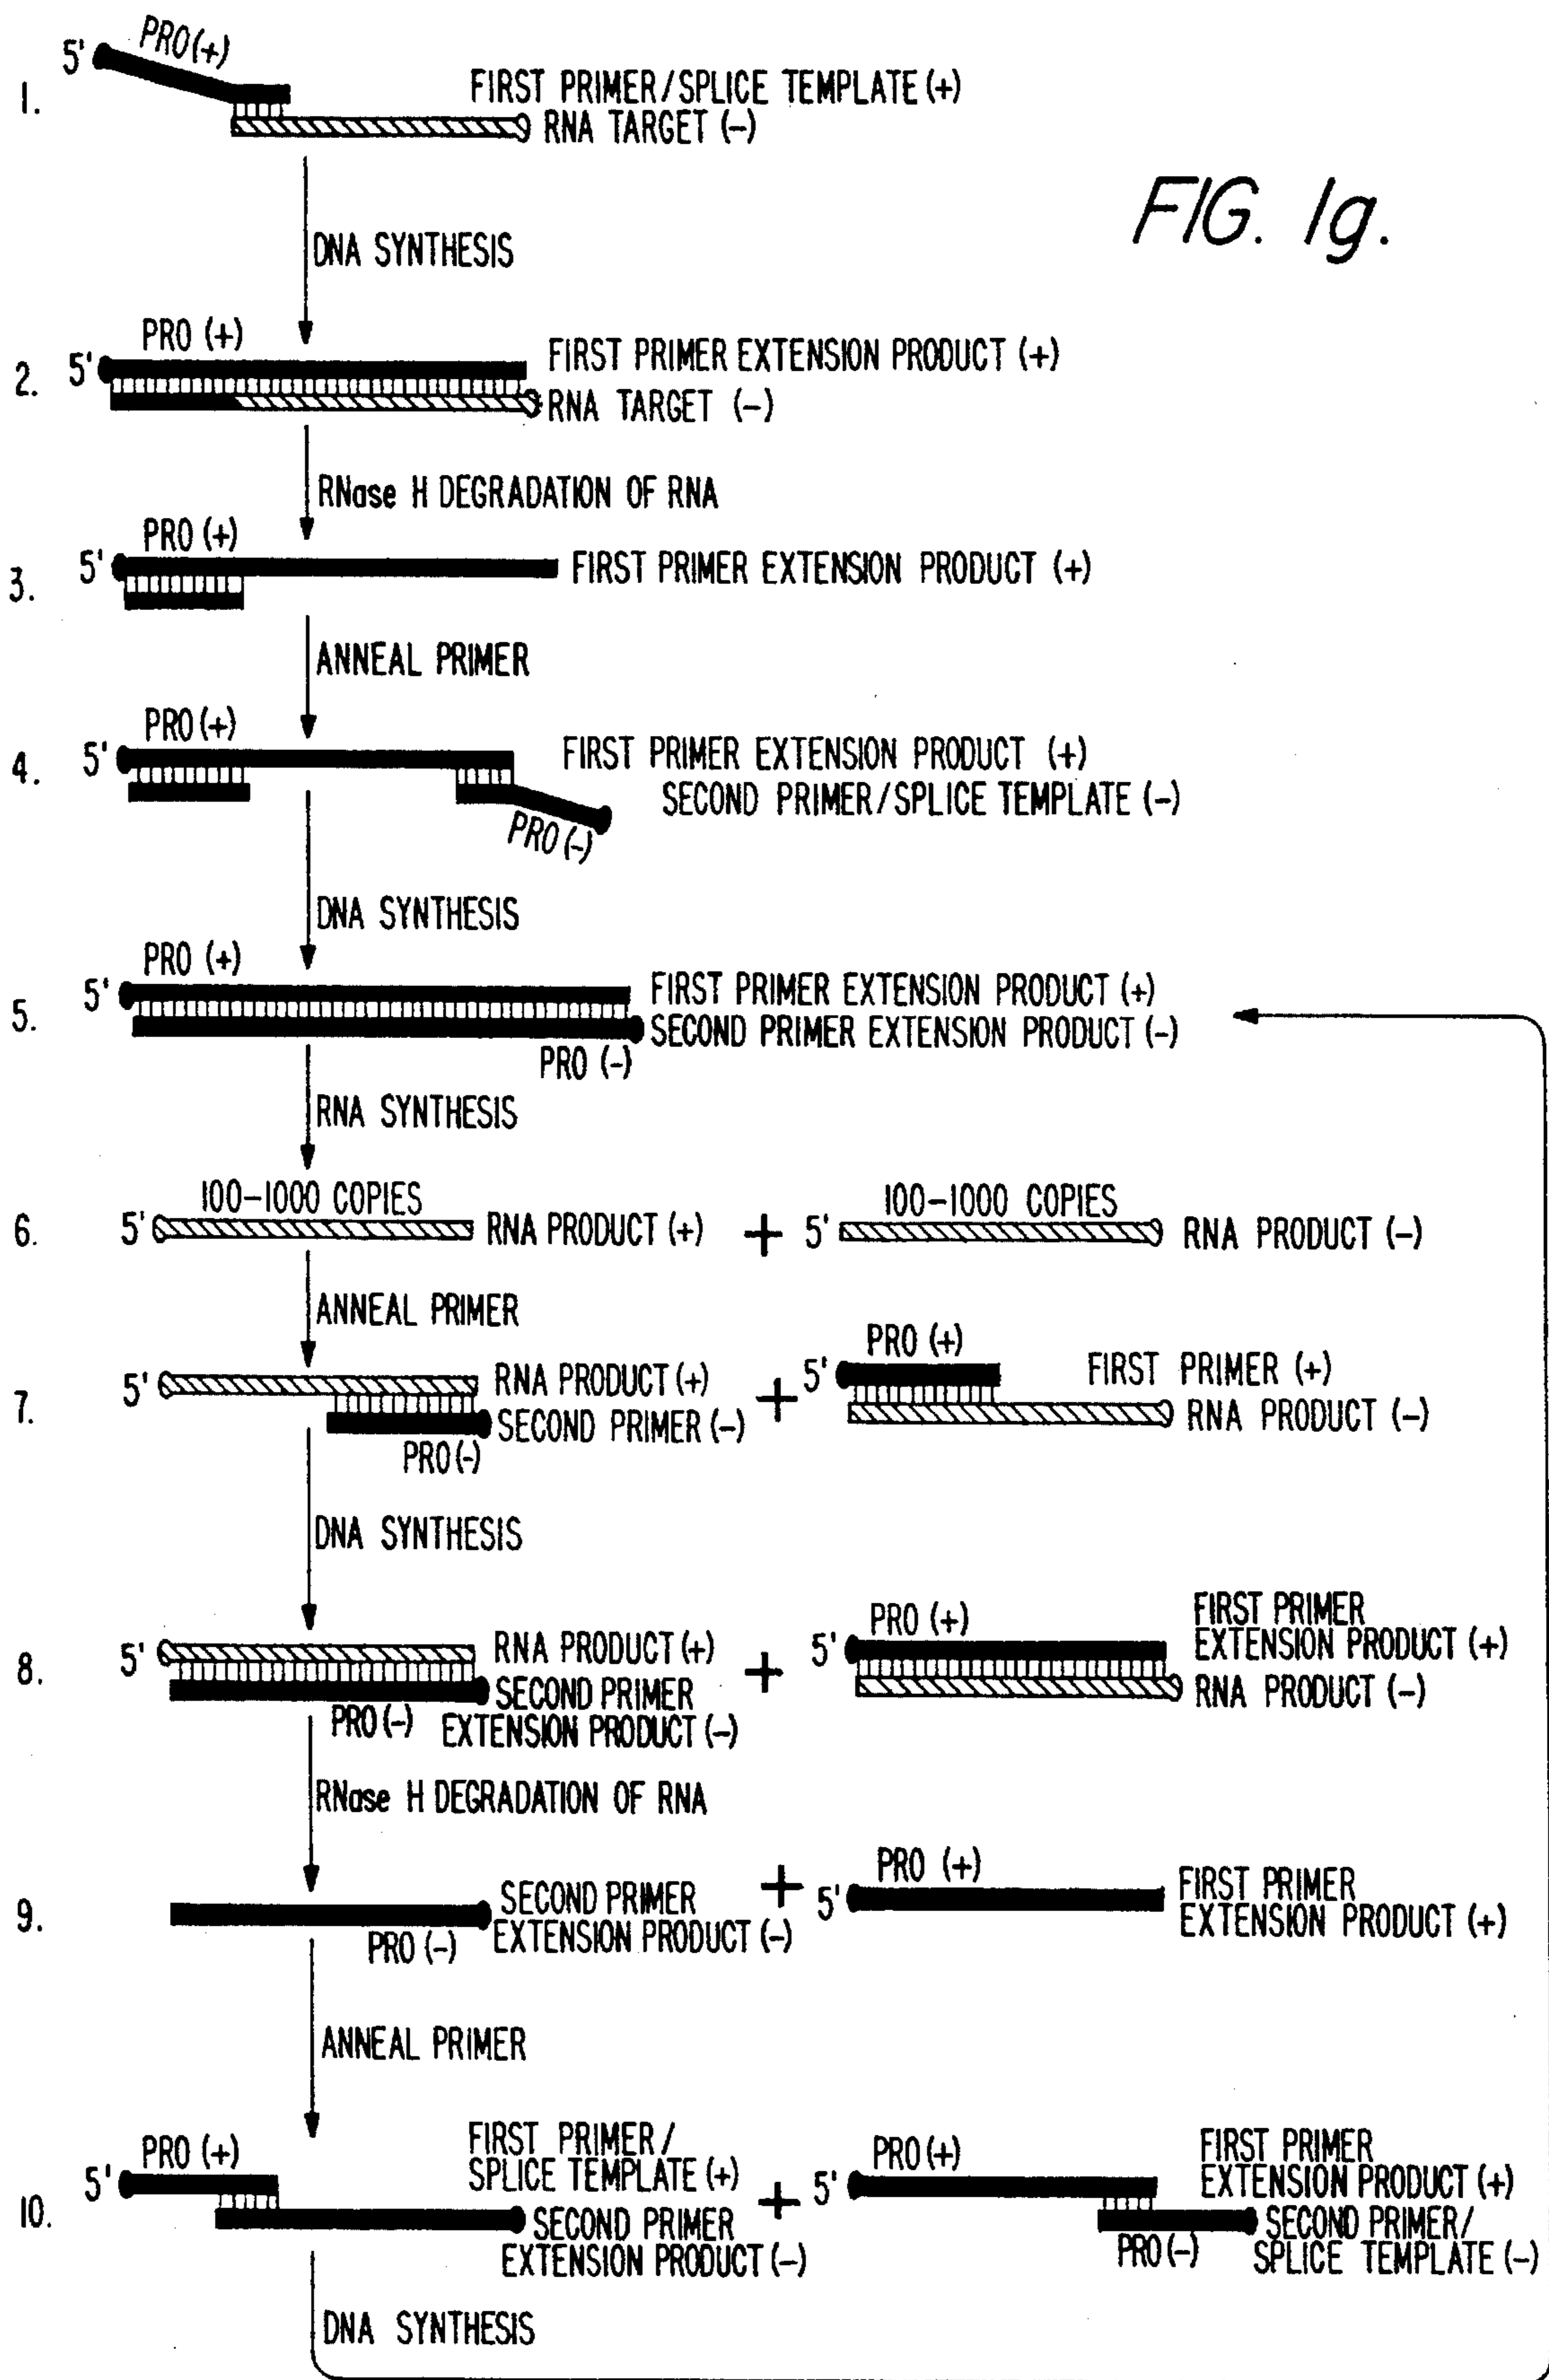 FIG. 1g.
1.
5'
PRO (+)
FIRST PRIMER/SPLICE TEMPLATE (+)
RNA TARGET (-)
DNA SYNTHESIS
2.
5'
PRO (+)
FIRST PRIMER EXTENSION PRODUCT (+)
RNA TARGET (-)
RNase H DEGRADATION OF RNA
3.
5'
PRO (+)
FIRST PRIMER EXTENSION PRODUCT (+)
ANNEAL PRIMER
4.
5'
PRO (+)
FIRST PRIMER EXTENSION PRODUCT (+)
SECOND PRIMER/SPLICE TEMPLATE (-)
PRO (-)
DNA SYNTHESIS
5.
5'
PRO (+)
FIRST PRIMER EXTENSION PRODUCT (+)
SECOND PRIMER EXTENSION PRODUCT (-)
PRO (-)
RNA SYNTHESIS
6.
100-1000 COPIES
5'
RNA PRODUCT (+)
+
100-1000 COPIES
5'
RNA PRODUCT (-)
ANNEAL PRIMER
7.
5'
RNA PRODUCT (+)
SECOND PRIMER (-)
PRO (-)
+
PRO (+)
5'
FIRST PRIMER (+)
RNA PRODUCT (-)
DNA SYNTHESIS
8.
5'
RNA PRODUCT (+)
SECOND PRIMER
EXTENSION PRODUCT (-)
PRO (-)
+
PRO (+)
5'
FIRST PRIMER
EXTENSION PRODUCT (+)
RNA PRODUCT (-)
RNase H DEGRADATION OF RNA
9.
SECOND PRIMER
EXTENSION PRODUCT (-)
PRO (-)
+
PRO (+)
5'
FIRST PRIMER
EXTENSION PRODUCT (+)
ANNEAL PRIMER
10.
PRO (+)
5'
FIRST PRIMER/
SPLICE TEMPLATE (+)
SECOND PRIMER
EXTENSION PRODUCT (-)
+
PRO (+)
5'
FIRST PRIMER
EXTENSION PRODUCT (+)
SECOND PRIMER/
SPLICE TEMPLATE (-)
PRO (-)
DNA SYNTHESIS